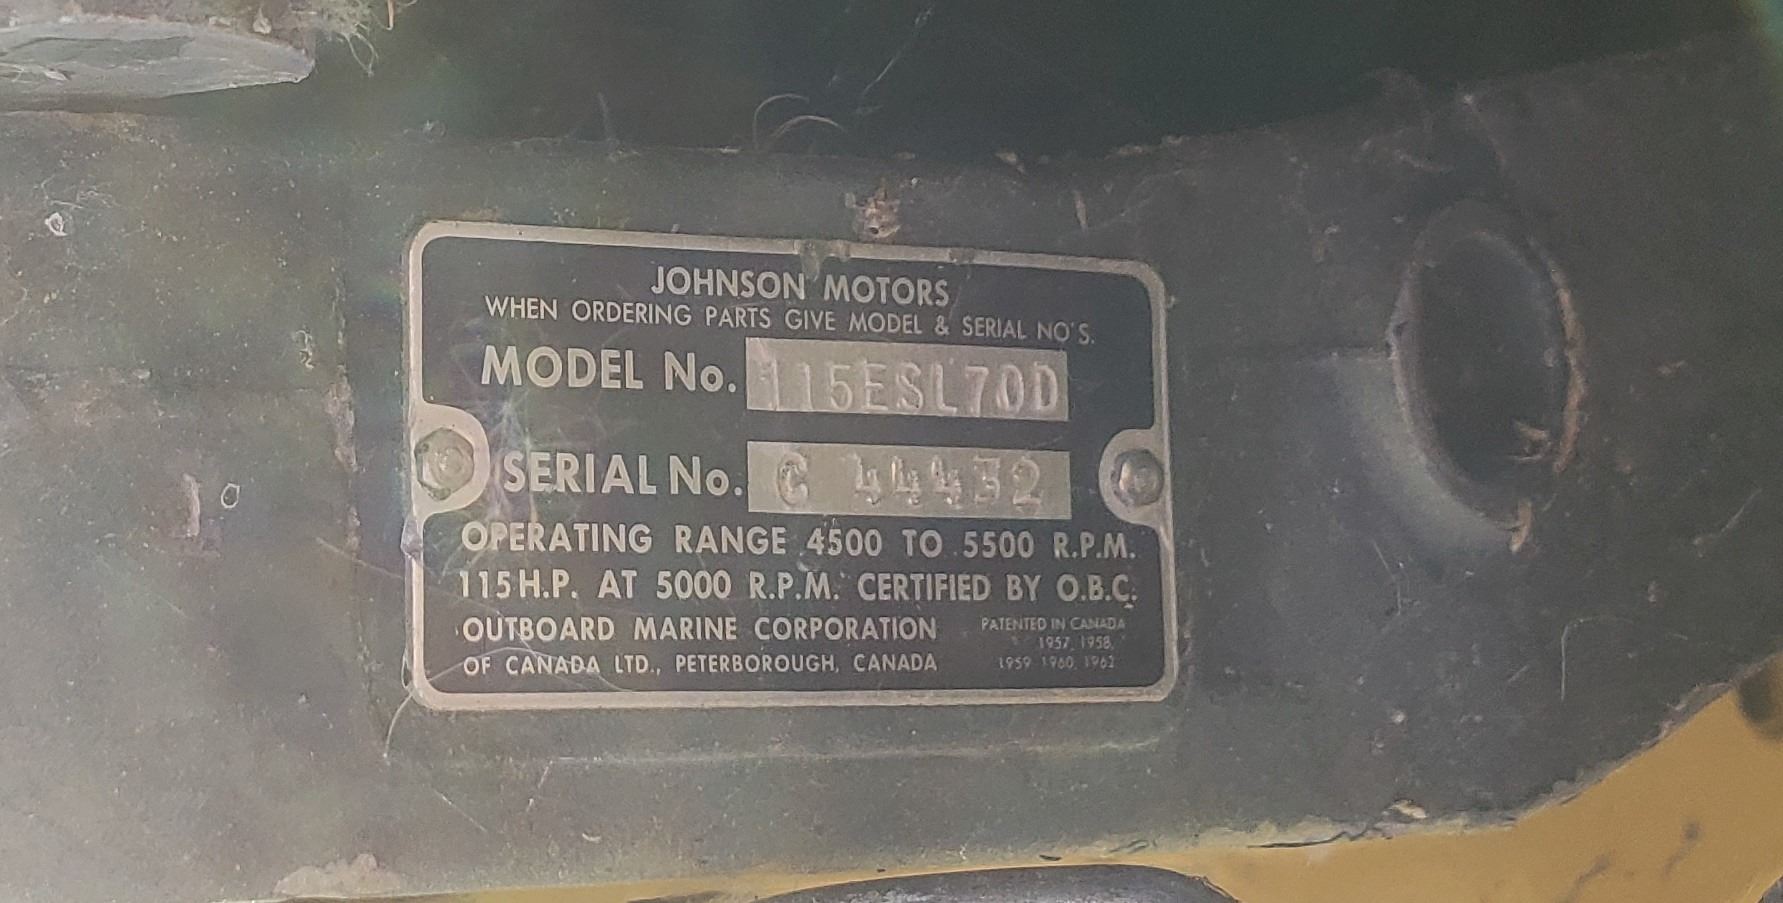 JOHNSON MOTORS
WHEN ORDERING PARTS GIVE MODEL & SERIAL NO'S.
MODEL No. 115ESL70D
SERIAL No. C 44432
OPERATING RANGE 4500 TO 5500 R.P.M.
115 H.P. AT 5000 R.P.M. CERTIFIED BY O.B.C.
OUTBOARD MARINE CORPORATION
OF CANADA LTD., PETERBOROUGH, CANADA
PATENTED IN CANADA
1957, 1958,
1959 1960,